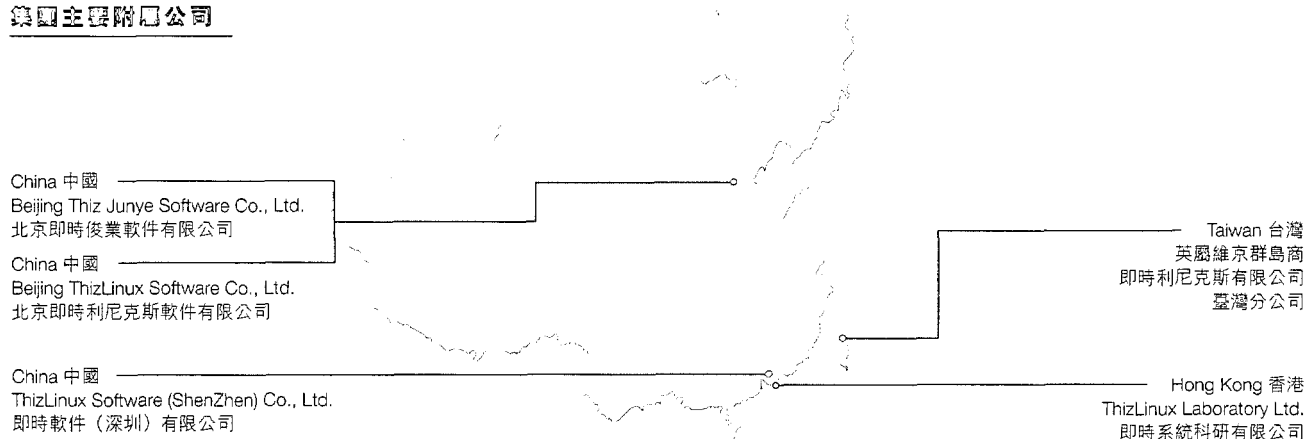 集團主要附屬公司
China 中國
Beijing Thiz Junye Software Co., Ltd.
北京即時俊業軟件有限公司
China 中國
Beijing ThizLinux Software Co., Ltd.
北京即時利尼克斯軟件有限公司
China 中國
ThizLinux Software (ShenZhen) Co., Ltd.
即時軟件（深圳）有限公司
Taiwan 台灣
英屬維京群島商
即時利尼克斯有限公司
臺灣分公司
Hong Kong 香港
ThizLinux Laboratory Ltd.
即時系統科研有限公司